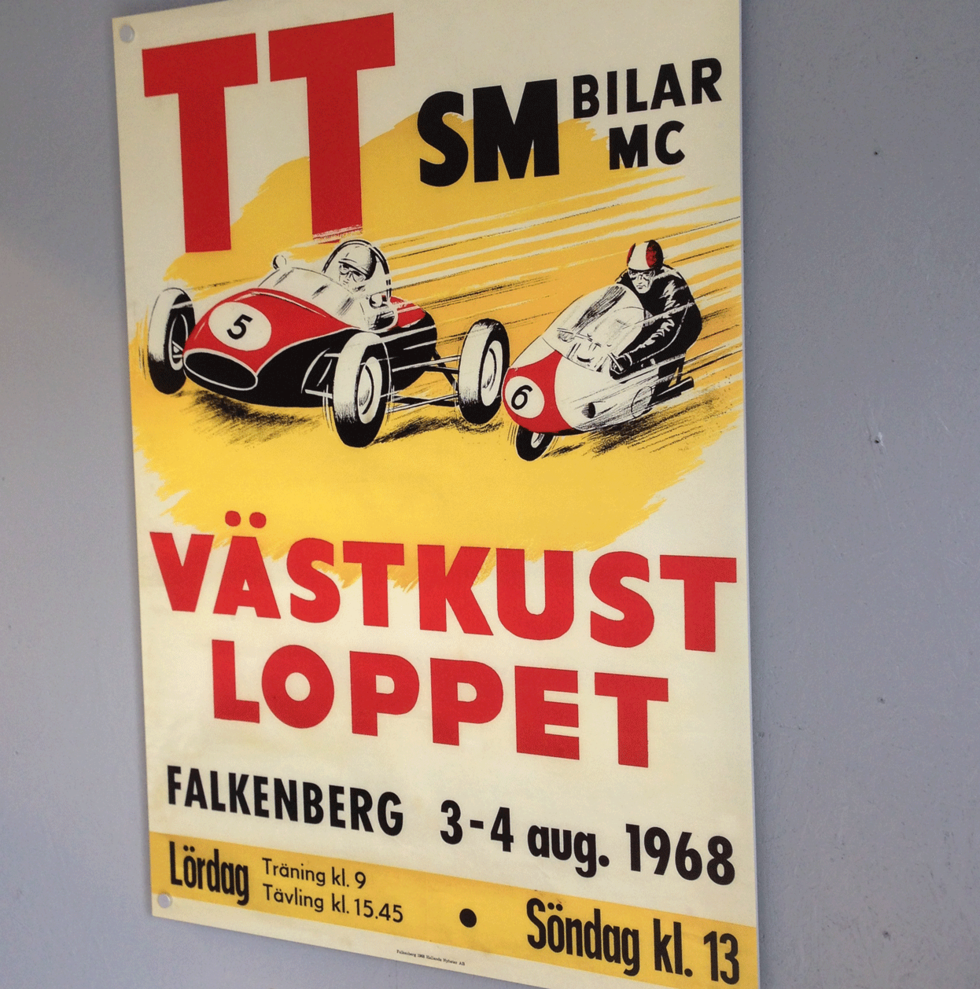 TT
SM BILAR
MC
5
6
VÄSTKUST
LOPPET
FALKENBERG 3-4 aug. 1968
Lördag Träning kl. 9
Tävling kl. 15.45 • Söndag kl. 13
Falkenberg